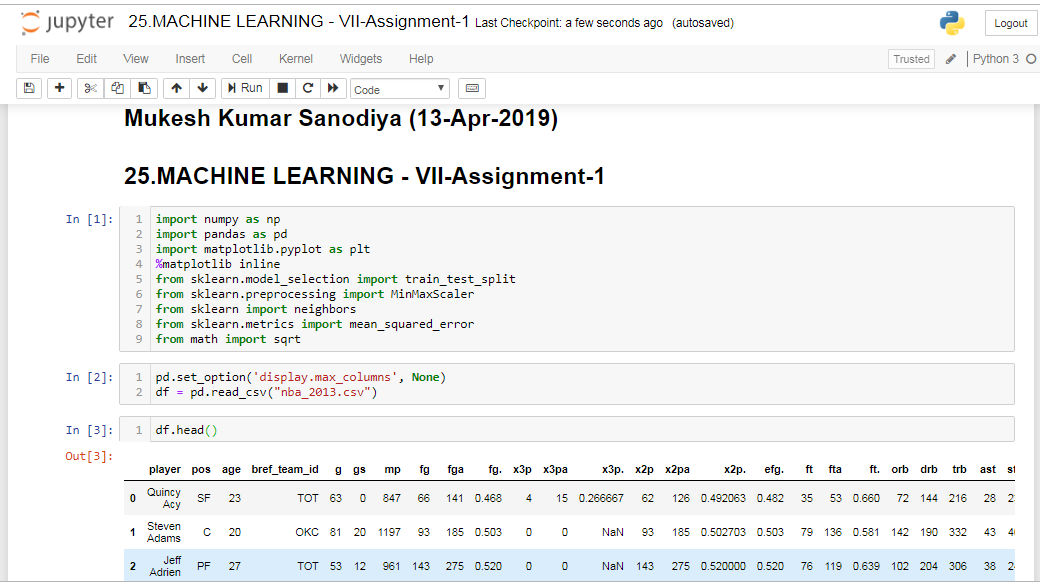 jupyter 25.MACHINE LEARNING - VII-Assignment-1 Last Checkpoint: a few seconds ago (autosaved) Logout
File Edit View Insert Cell Kernel Widgets Help Trusted Python 3
Run Code
Mukesh Kumar Sanodiya (13-Apr-2019)
25.MACHINE LEARNING - VII-Assignment-1
In [1]: 1 import numpy as np
2 import pandas as pd
3 import matplotlib.pyplot as plt
4 %matplotlib inline
5 from sklearn.model_selection import train_test_split
6 from sklearn.preprocessing import MinMaxScaler
7 from sklearn import neighbors
8 from sklearn.metrics import mean_squared_error
9 from math import sqrt
In [2]: 1 pd.set_option('display.max_columns', None)
2 df = pd.read_csv("nba_2013.csv")
In [3]: 1 df.head()
Out[3]:
player pos age bref_team_id g gs mp fg fga fg. x3p x3pa x3p. x2p x2pa x2p. efg. ft fta ft. orb drb trb ast
0 Quincy Acy SF 23 TOT 63 0 847 66 141 0.468 4 15 0.266667 62 126 0.492063 0.482 35 53 0.660 72 144 216 28
1 Steven Adams C 20 OKC 81 20 1197 93 185 0.503 0 0 NaN 93 185 0.502703 0.503 79 136 0.581 142 190 332 43
2 Jeff Adrien PF 27 TOT 53 12 961 143 275 0.520 0 0 NaN 143 275 0.520000 0.520 76 119 0.639 102 204 306 38